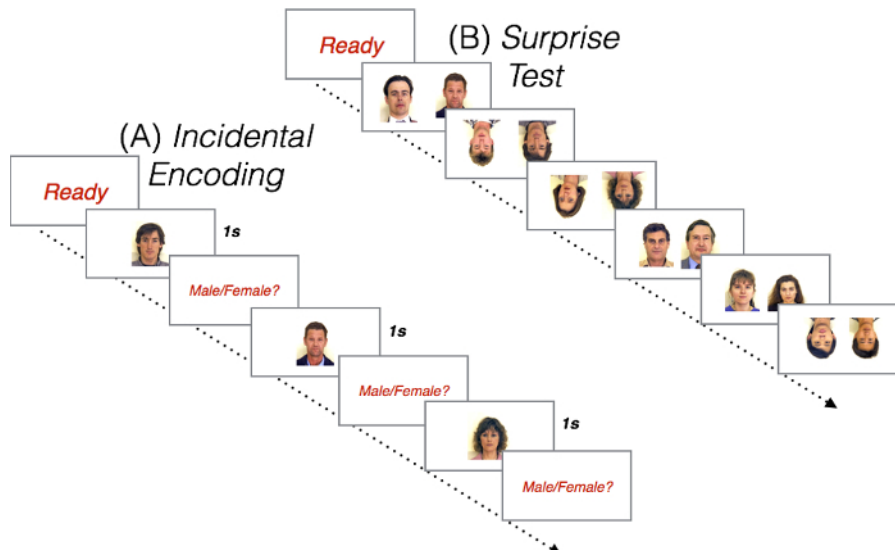 Ready
(B) Surprise
Test
(A) Incidental
Encoding
Ready
1s
Male/Female?
1s
Male/Female?
1s
Male/Female?